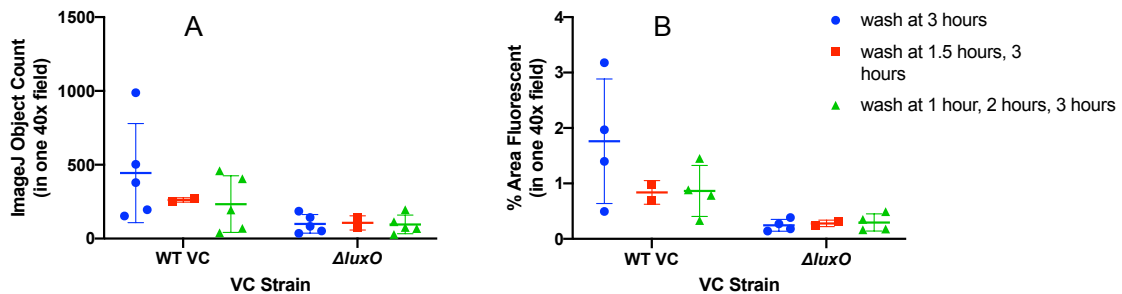 A
ImageJ Object Count
(in one 40x field)
1500
1000
500
0
WT VC
ΔluxO
VC Strain
B
% Area Fluorescent
(in one 40x field)
4
3
2
1
0
WT VC
ΔluxO
VC Strain
wash at 3 hours
wash at 1.5 hours, 3
hours
wash at 1 hour, 2 hours, 3 hours